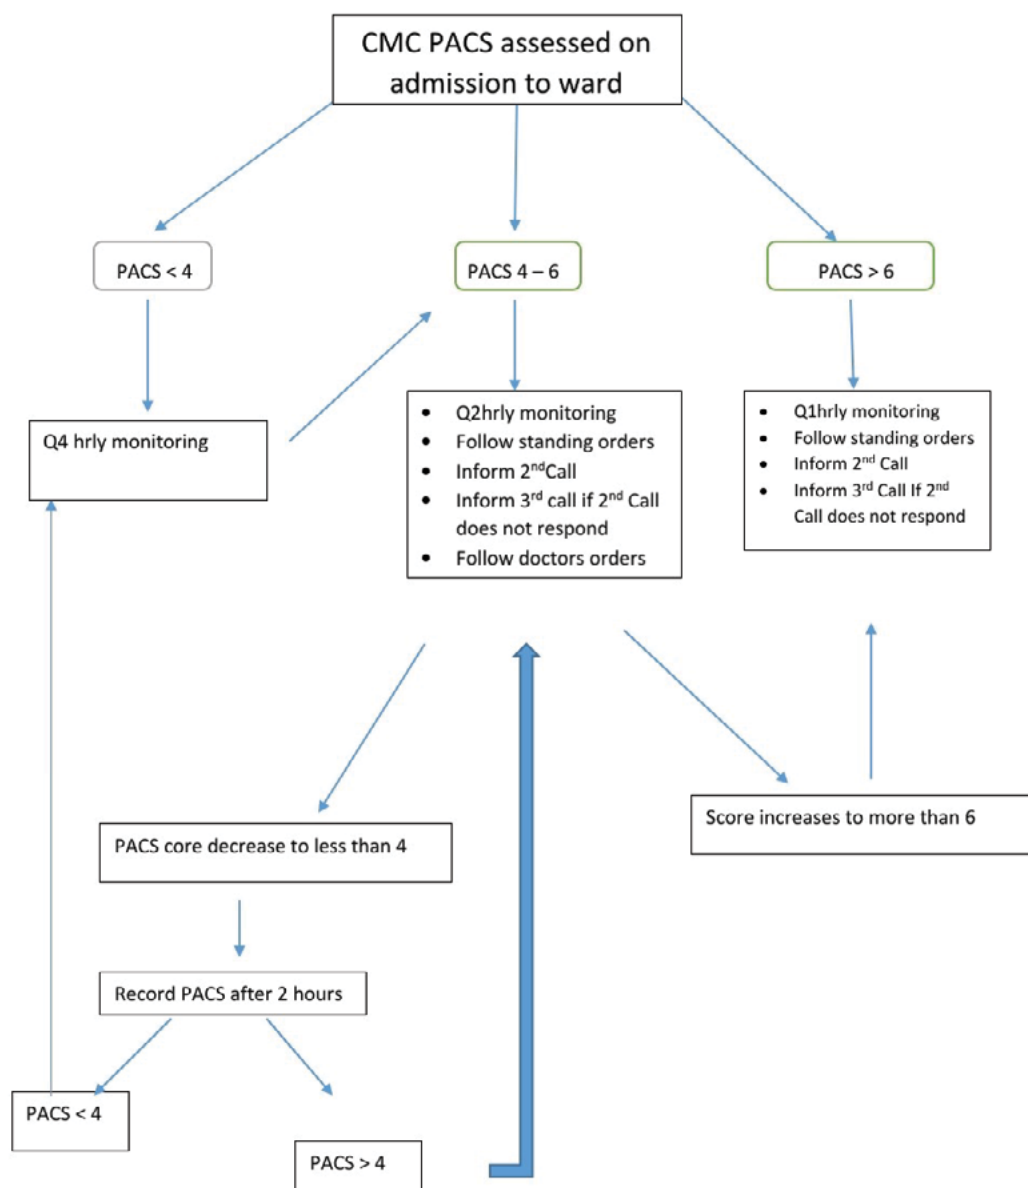 CMC PACS assessed on
admission to ward
PACS < 4
PACS 4 – 6
PACS > 6
Q4 hrly monitoring
• Q2hrly monitoring
• Follow standing orders
• Inform 2nd Call
• Inform 3rd call if 2nd Call
does not respond
• Follow doctors orders
• Q1hrly monitoring
• Follow standing orders
• Inform 2nd Call
• Inform 3rd Call If 2nd
Call does not respond
PACS core decrease to less than 4
Score increases to more than 6
Record PACS after 2 hours
PACS < 4
PACS > 4